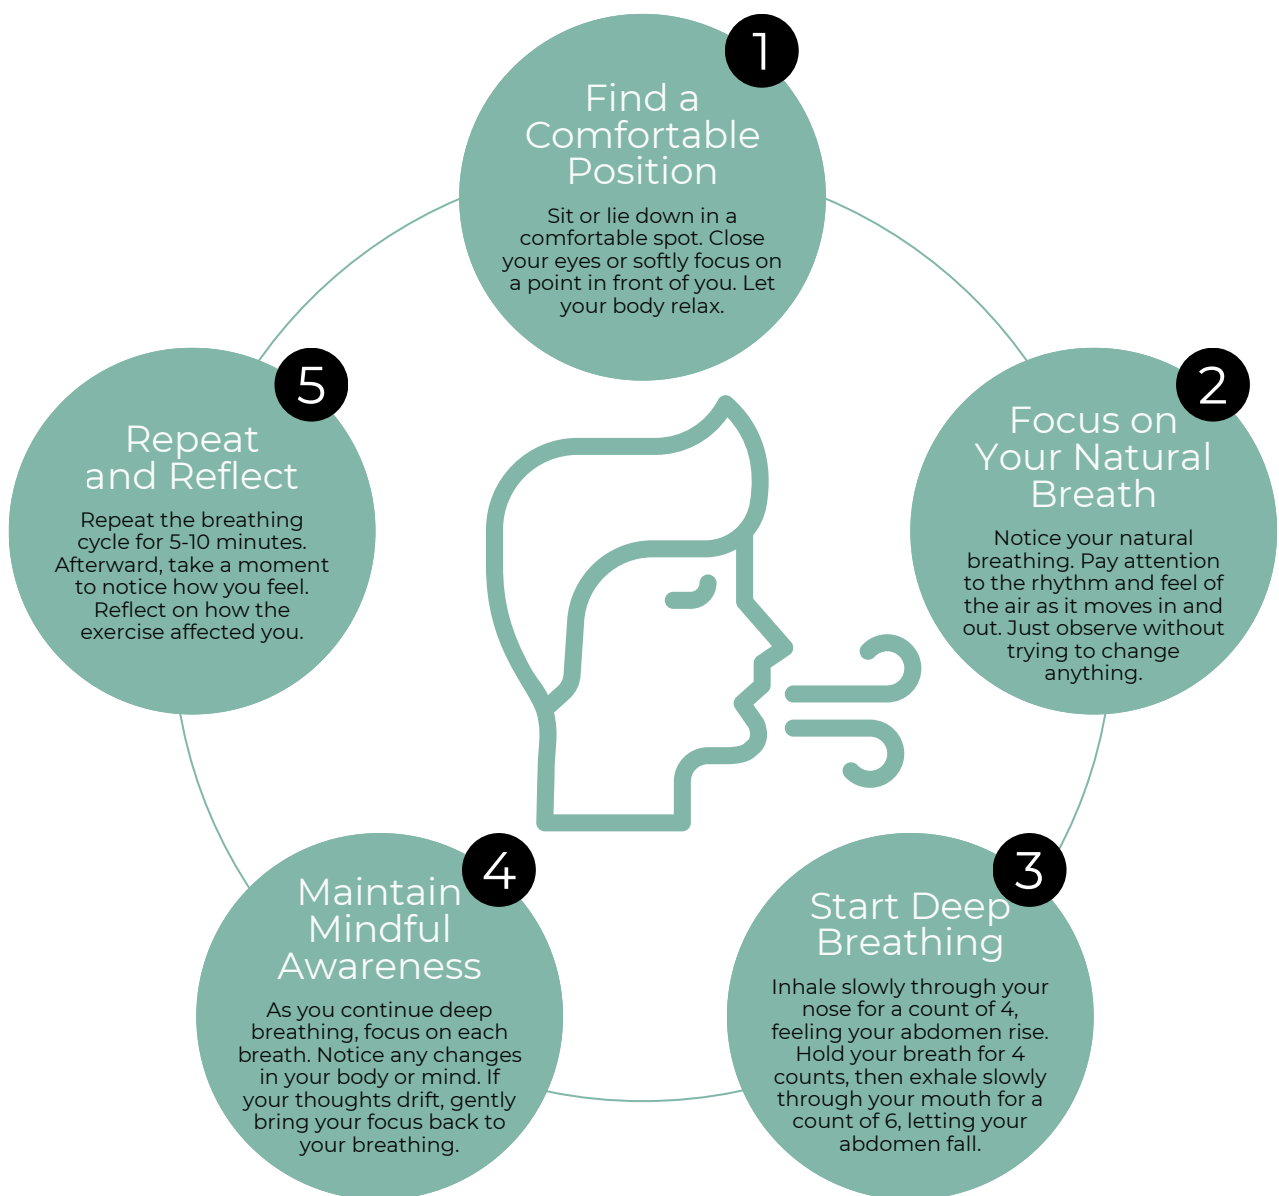 1
Find a
Comfortable
Position
Sit or lie down in a
comfortable spot. Close
your eyes or softly focus on
a point in front of you. Let
your body relax.
2
Focus on
Your Natural
Breath
Notice your natural
breathing. Pay attention
to the rhythm and feel of
the air as it moves in and
out. Just observe without
trying to change
anything.
3
Start Deep
Breathing
Inhale slowly through your
nose for a count of 4,
feeling your abdomen rise.
Hold your breath for 4
counts, then exhale slowly
through your mouth for a
count of 6, letting your
abdomen fall.
4
Maintain
Mindful
Awareness
As you continue deep
breathing, focus on each
breath. Notice any changes
in your body or mind. If
your thoughts drift, gently
bring your focus back to
your breathing.
5
Repeat
and Reflect
Repeat the breathing
cycle for 5-10 minutes.
Afterward, take a moment
to notice how you feel.
Reflect on how the
exercise affected you.